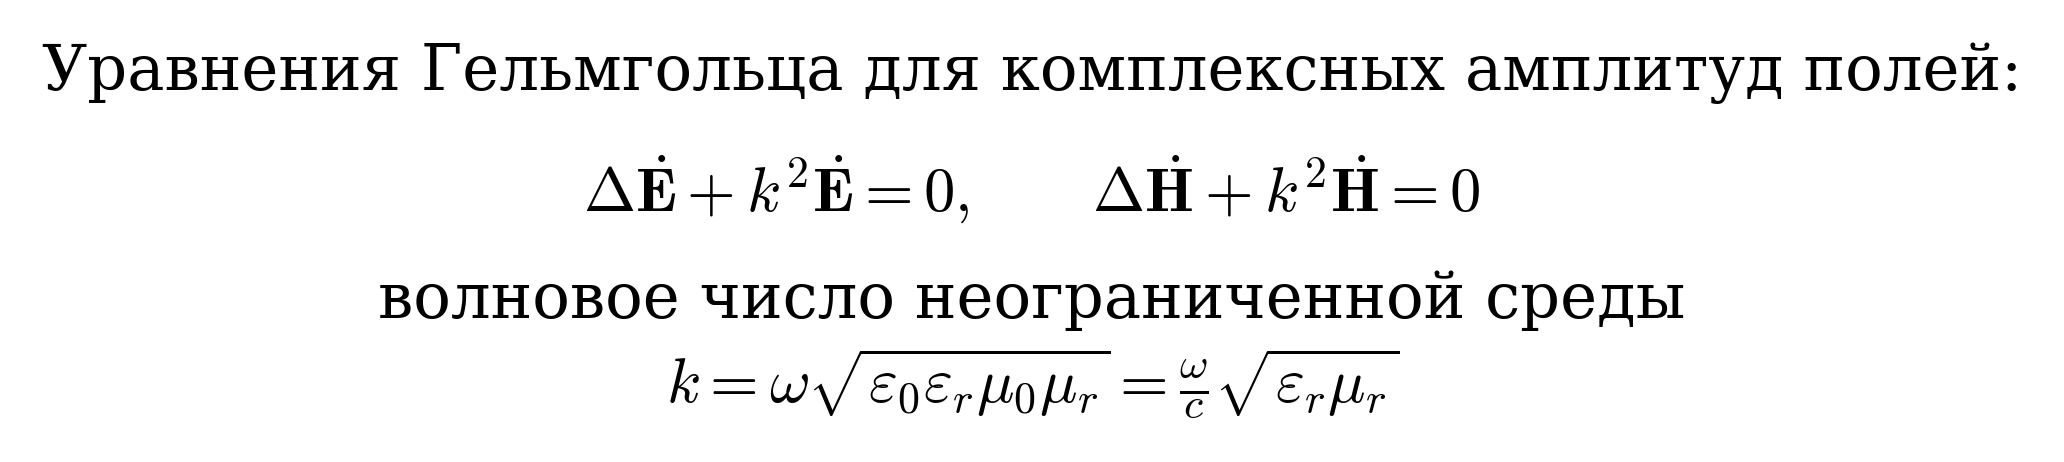 Уравнения Гельмгольца для комплексных амплитуд полей:
ΔĖ + k²Ė = 0, ΔḢ + k²Ḣ = 0
волновое число неограниченной среды
k = ω√(ε₀εᵣμ₀μᵣ) = ω/c √(εᵣμᵣ)